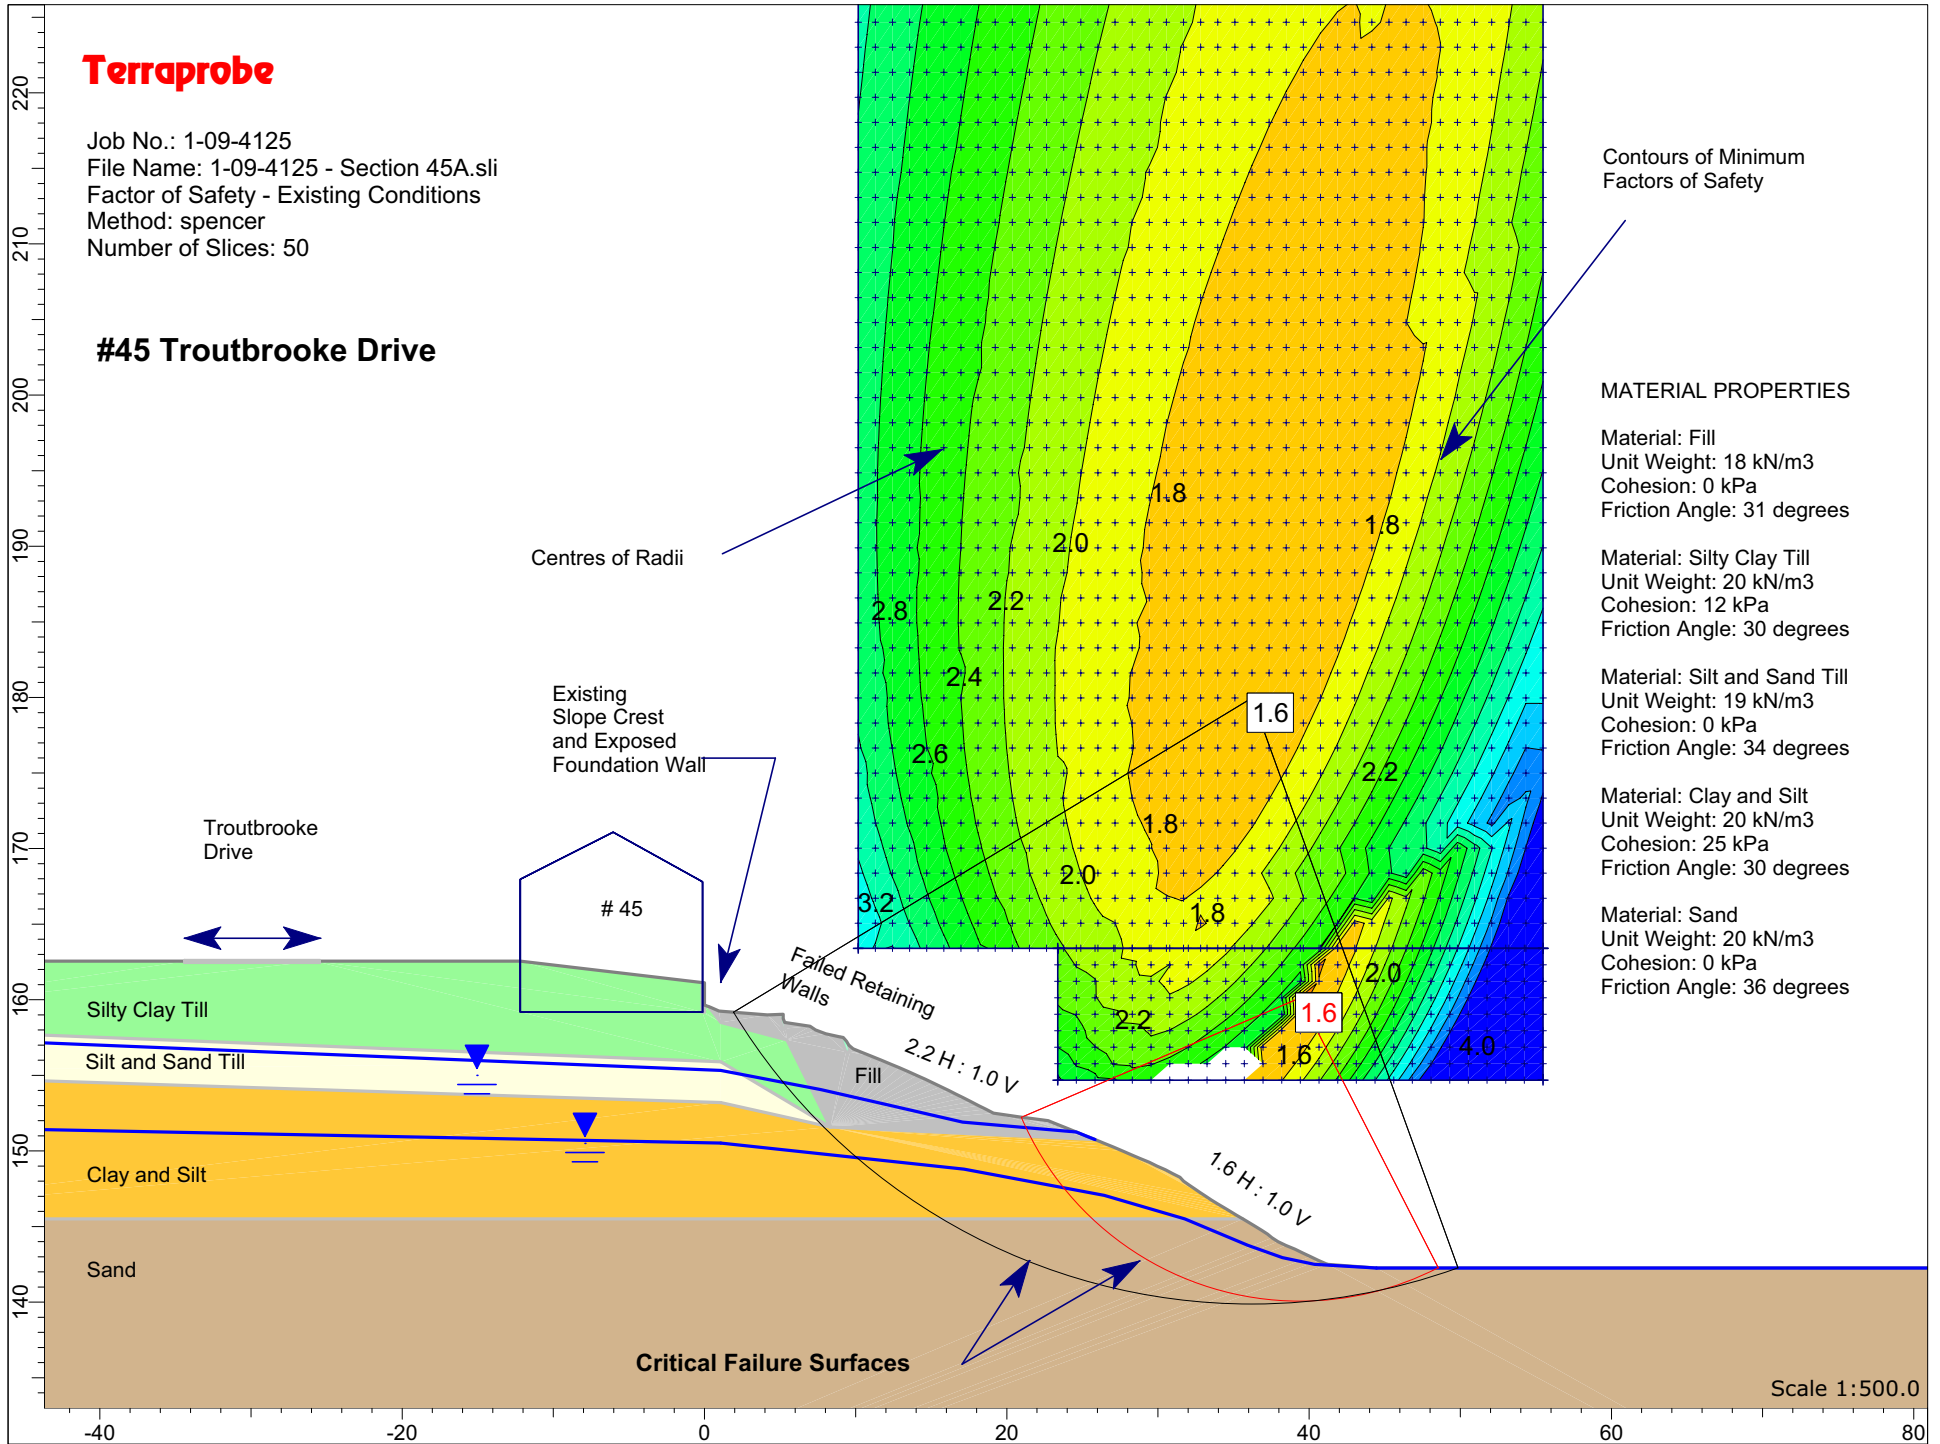 Terraprobe
Job No.: 1-09-4125
File Name: 1-09-4125 - Section 45A.sli
Factor of Safety - Existing Conditions
Method: spencer
Number of Slices: 50
#45 Troutbrooke Drive
Contours of Minimum
Factors of Safety
MATERIAL PROPERTIES
Material: Fill
Unit Weight: 18 kN/m3
Cohesion: 0 kPa
Friction Angle: 31 degrees
Material: Silty Clay Till
Unit Weight: 20 kN/m3
Cohesion: 12 kPa
Friction Angle: 30 degrees
Material: Silt and Sand Till
Unit Weight: 19 kN/m3
Cohesion: 0 kPa
Friction Angle: 34 degrees
Material: Clay and Silt
Unit Weight: 20 kN/m3
Cohesion: 25 kPa
Friction Angle: 30 degrees
Material: Sand
Unit Weight: 20 kN/m3
Cohesion: 0 kPa
Friction Angle: 36 degrees
Centres of Radii
Existing
Slope Crest
and Exposed
Foundation Wall
Troutbrooke
Drive
# 45
Failed Retaining
Walls
2.2 H : 1.0 V
1.6 H : 1.0 V
Silty Clay Till
Silt and Sand Till
Fill
Clay and Silt
Sand
Critical Failure Surfaces
Scale 1:500.0
1.8
1.8
2.0
2.2
2.8
2.4
1.6
2.6
2.2
1.8
2.0
3.2
1.8
2.0
1.6
2.2
1.6
4.0
220
210
200
190
180
170
160
150
140
-40
-20
0
20
40
60
80